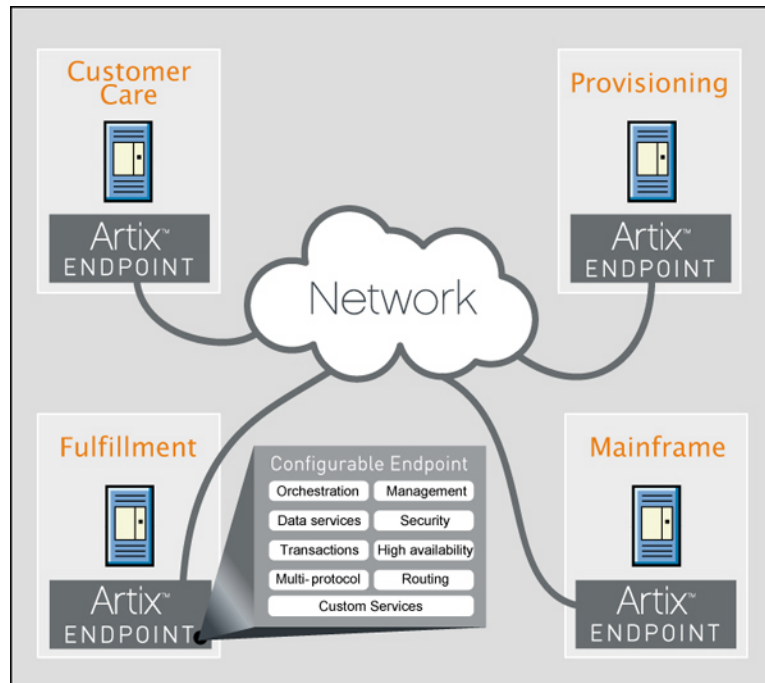 Customer
Care
Artix™
ENDPOINT
Provisioning
Artix™
ENDPOINT
Network
Fulfillment
Artix™
ENDPOINT
Configurable Endpoint
Orchestration
Management
Data services
Security
Transactions
High availability
Multi-protocol
Routing
Custom Services
Mainframe
Artix™
ENDPOINT